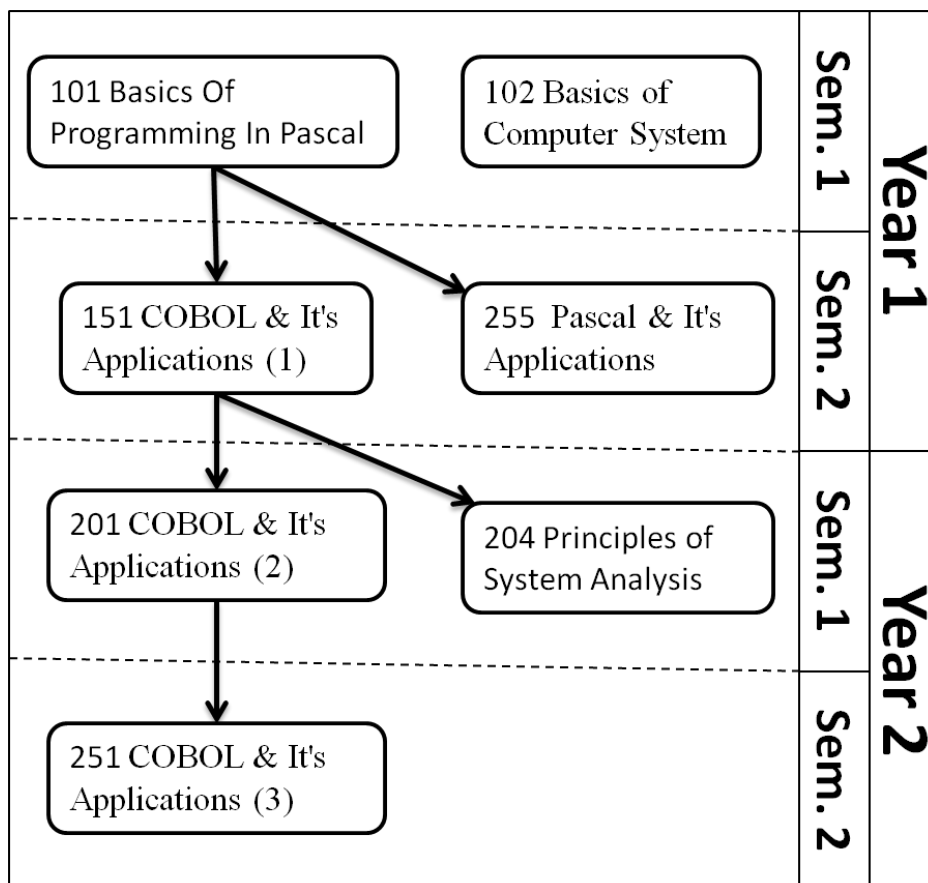 101 Basics Of
Programming In Pascal
102 Basics of
Computer System
Sem. 1
Year 1
151 COBOL & It's
Applications (1)
255 Pascal & It's
Applications
Sem. 2
201 COBOL & It's
Applications (2)
204 Principles of
System Analysis
Sem. 1
Year 2
251 COBOL & It's
Applications (3)
Sem. 2